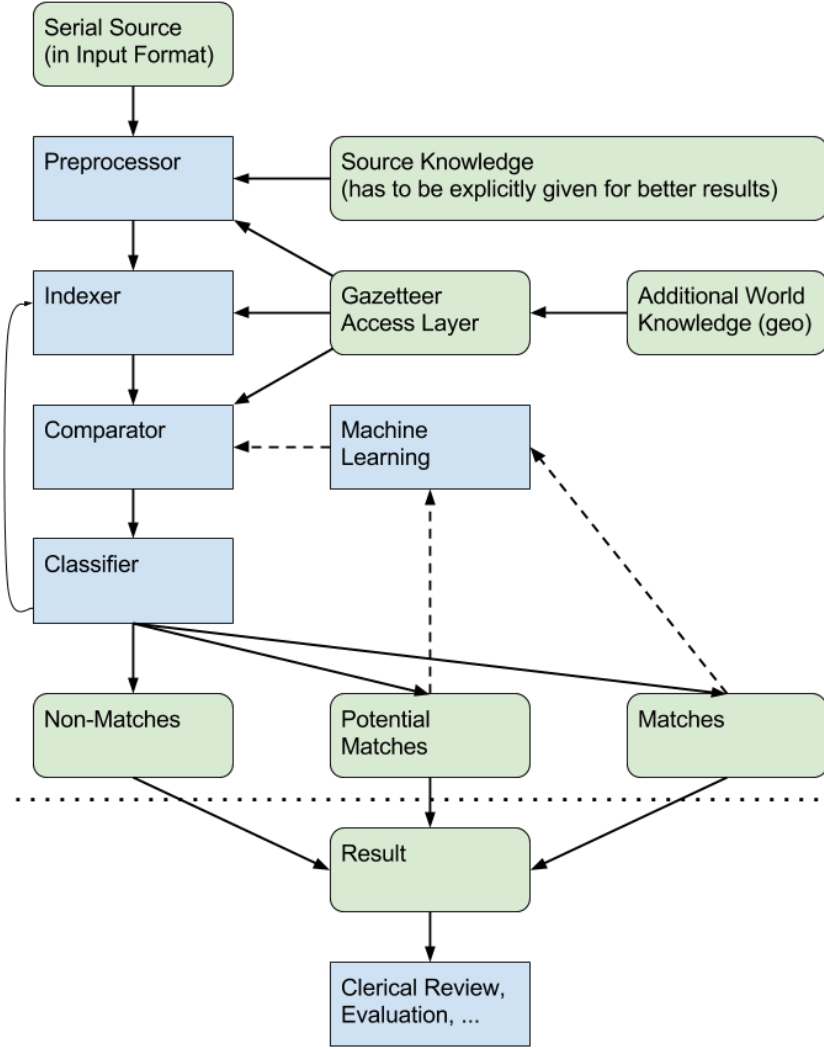 Serial Source
(in Input Format)
Preprocessor
Source Knowledge
(has to be explicitly given for better results)
Indexer
Gazetteer
Access Layer
Additional World
Knowledge (geo)
Comparator
Machine
Learning
Classifier
Non-Matches
Potential
Matches
Matches
Result
Clerical Review,
Evaluation, ...